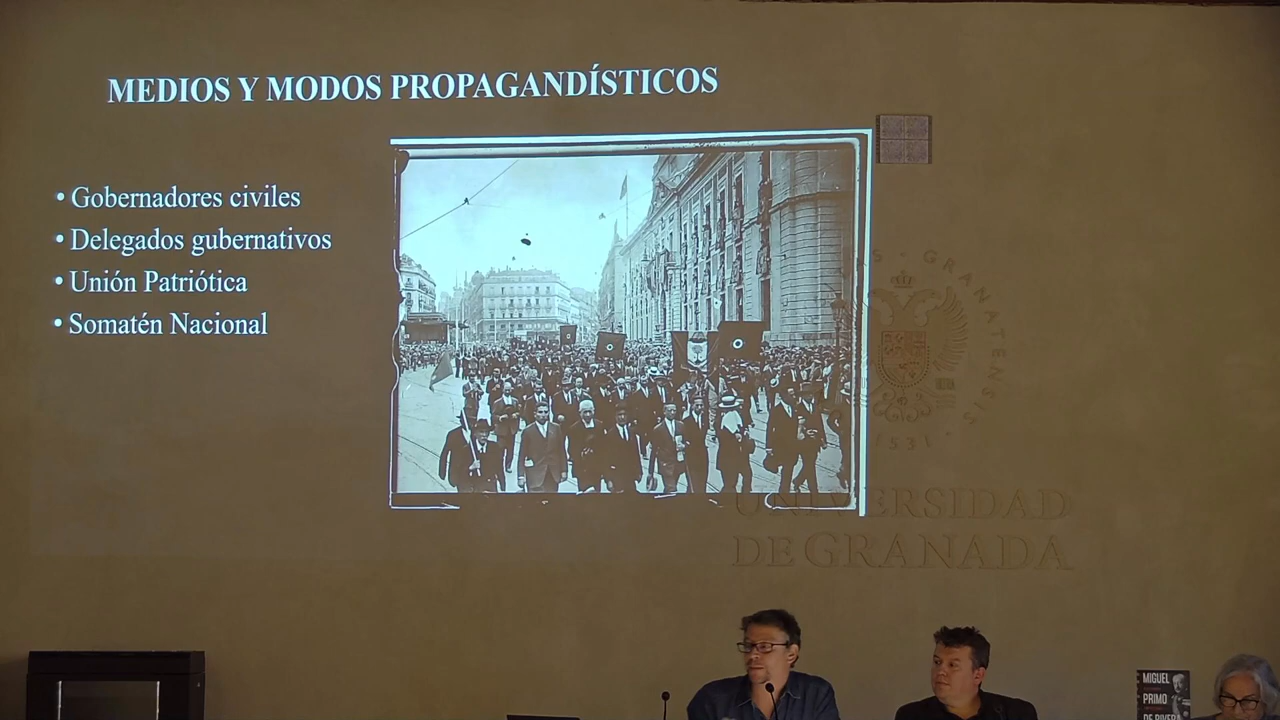 MEDIOS Y MODOS PROPAGANDÍSTICOS
• Gobernadores civiles
• Delegados gubernativos
• Unión Patriótica
• Somatén Nacional
GRANATENSIS
1531
UNIVERSIDAD
DE GRANADA
MIGUEL
PRIMO
DE RIVERA